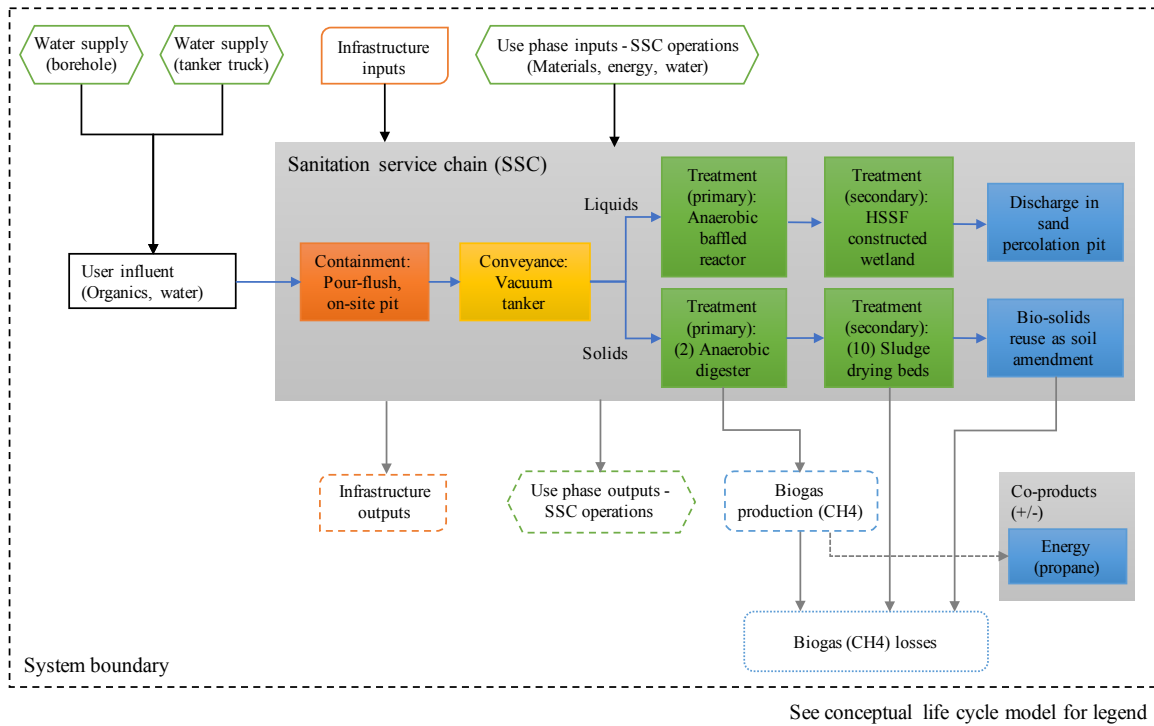 Water supply
(borehole)
Water supply
(tanker truck)
Infrastructure
inputs
Use phase inputs - SSC operations
(Materials, energy, water)
Sanitation service chain (SSC)
Liquids
Solids
User influent
(Organics, water)
Containment:
Pour-flush,
on-site pit
Conveyance:
Vacuum
tanker
Treatment
(primary):
Anaerobic
baffled
reactor
Treatment
(secondary):
HSSF
constructed
wetland
Discharge in
sand
percolation pit
Treatment
(primary):
(2) Anaerobic
digester
Treatment
(secondary):
(10) Sludge
drying beds
Bio-solids
reuse as soil
amendment
Infrastructure
outputs
Use phase outputs -
SSC operations
Biogas
production (CH4)
Co-products
(+/-)
Energy
(propane)
Biogas (CH4) losses
System boundary
See conceptual life cycle model for legend